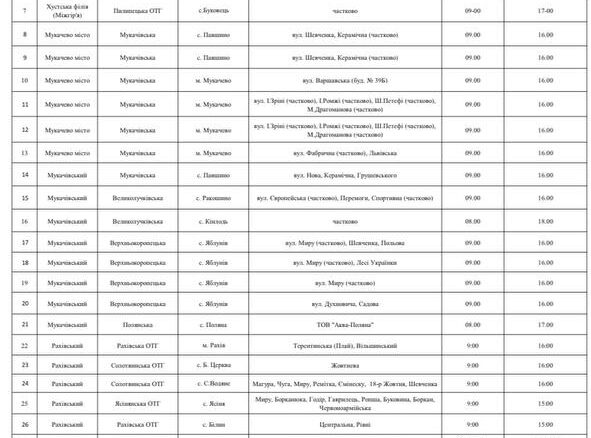 7 Хустська філія (Міжгір'я) Пилипецька ОТГ с.Буковець частково 09-00 17-00
8 Мукачево місто Мукачівська с. Павшино вул. Шевченка, Керамічна (частково) 09.00 16.00
9 Мукачево місто Мукачівська с. Павшино вул. Шевченка, Керамічна (частково) 09.00 16.00
10 Мукачево місто Мукачівська м. Мукачево вул. Варшавська (буд. № 39Б) 09.00 16.00
11 Мукачево місто Мукачівська м. Мукачево вул. І.Зріні (частково), І.Ромжі (частково), Ш.Петефі (частково), М.Драгоманова (частково) 09.00 16.00
12 Мукачево місто Мукачівська м. Мукачево вул. І.Зріні (частково), І.Ромжі (частково), Ш.Петефі (частково), М.Драгоманова (частково) 09.00 16.00
13 Мукачево місто Мукачівська м. Мукачево вул. Фабрична (частково), Львівська 09.00 16.00
14 Мукачівський Мукачівська с. Павшино вул. Нова, Керамічна, Грушевського 09.00 16.00
15 Мукачівський Великолучківська с. Ракошино вул. Європейська (частково), Перемоги, Спортивна (частково) 09.00 16.00
16 Мукачівський Великолучківська с. Кінлодь частково 08.00 18.00
17 Мукачівський Верхньокоропецька с. Яблунів вул. Миру (частково), Шевченка, Польова 09.00 16.00
18 Мукачівський Верхньокоропецька с. Яблунів вул. Миру (частково), Лесі Українки 09.00 16.00
19 Мукачівський Верхньокоропецька с. Яблунів вул. Миру (частково) 09.00 16.00
20 Мукачівський Верхньокоропецька с. Яблунів вул. Духновича, Садова 09.00 16.00
21 Мукачівський Полянська с. Поляна ТОВ "Аква-Поляна" 08.00 17.00
22 Рахівський Рахівська ОТГ м. Рахів Терентинська (Плай), Вільшинський 9:00 16:00
23 Рахівський Солотвинська ОТГ с. Б. Церква Жовтнева 9:00 16:00
24 Рахівський Солотвинська ОТГ с. С.Водяне Магура, Чуга, Миру, Ремітка, Ємінеску, 18-р Жовтня, Шевченка 9:00 16:00
25 Рахівський Ясінянська ОТГ с. Ясіня Миру, Борканюка, Годір, Гаврилець, Ропша, Буковина, Боркан, Червоноармійська 9:00 15:00
26 Рахівський Рахівська ОТГ с. Білин Центральна, Рівні 9:00 15:00